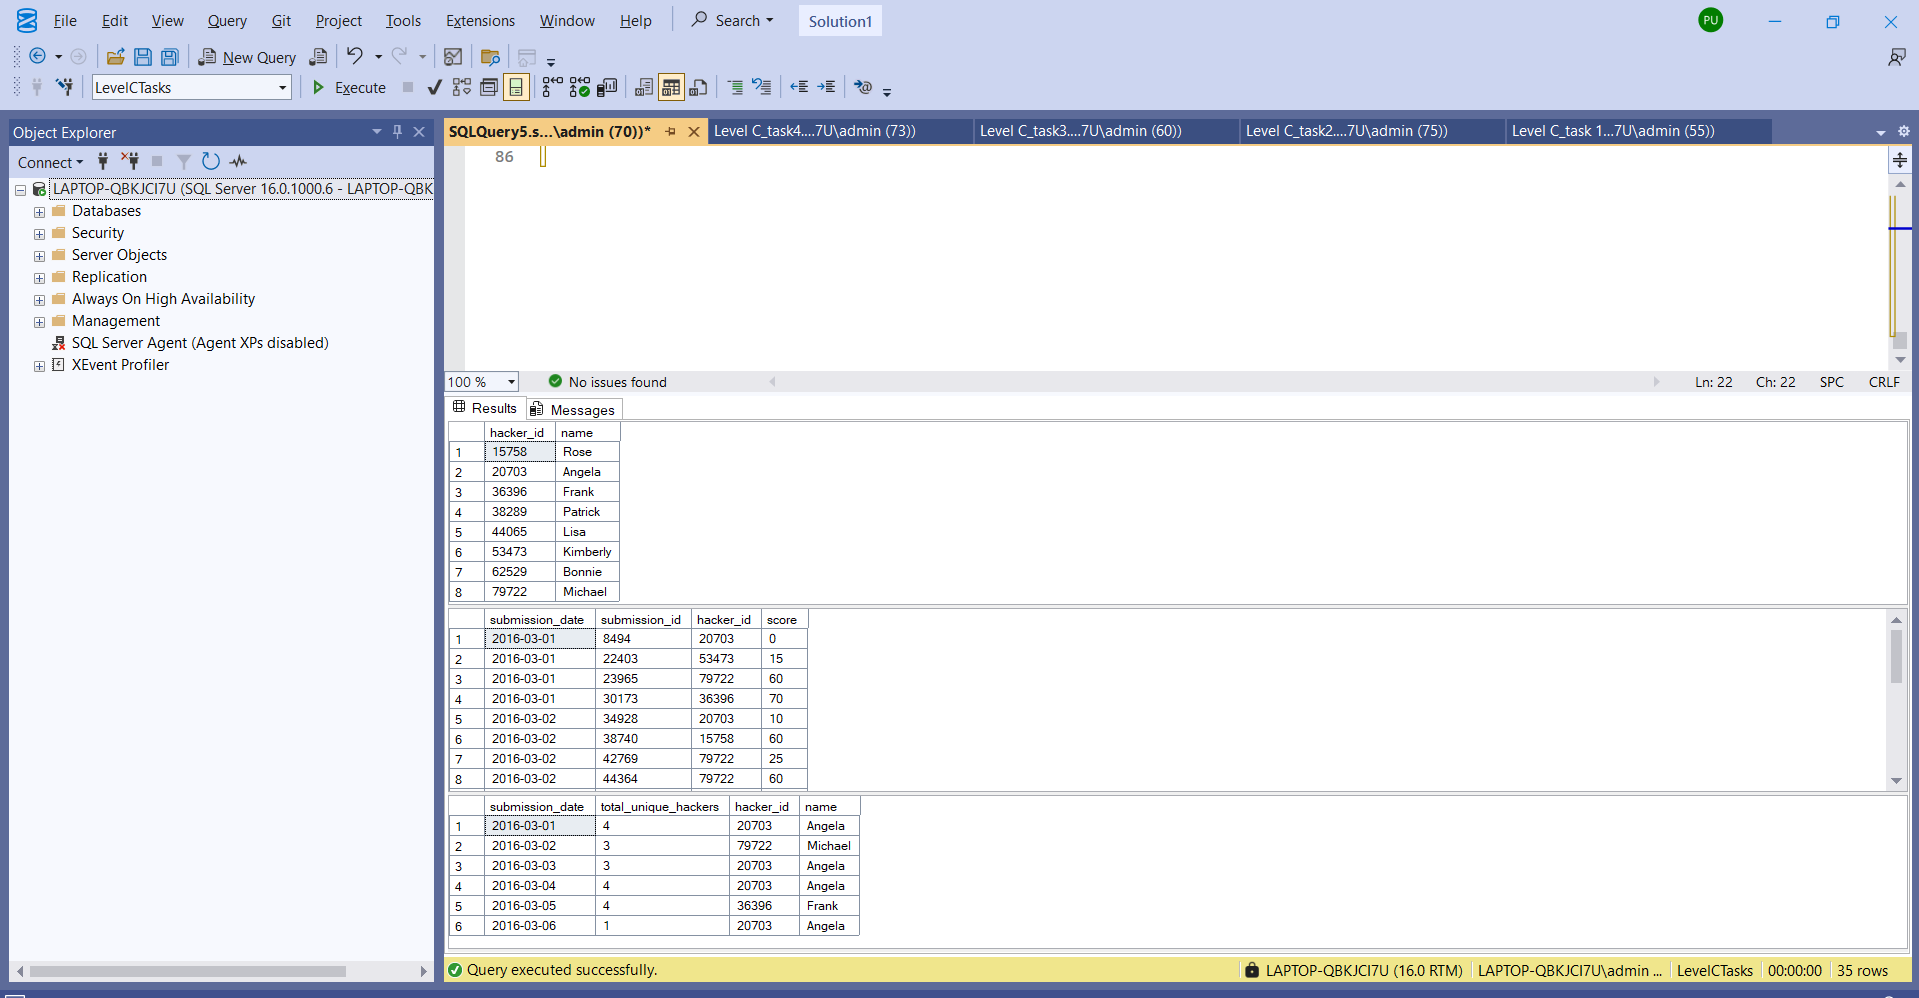 File Edit View Query Git Project Tools Extensions Window Help Search Solution1 PU
New Query
LevelCTasks Execute
Object Explorer
Connect
LAPTOP-QBKJCI7U (SQL Server 16.0.1000.6 - LAPTOP-QBK
Databases
Security
Server Objects
Replication
Always On High Availability
Management
SQL Server Agent (Agent XPs disabled)
XEvent Profiler
SQLQuery5.s...\admin (70))* Level C_task4....7U\admin (73)) Level C_task3....7U\admin (60)) Level C_task2....7U\admin (75)) Level C_task 1...7U\admin (55))
86
100 % No issues found Ln: 22 Ch: 22 SPC CRLF
Results Messages
hacker_id name
1 15758 Rose
2 20703 Angela
3 36396 Frank
4 38289 Patrick
5 44065 Lisa
6 53473 Kimberly
7 62529 Bonnie
8 79722 Michael
submission_date submission_id hacker_id score
1 2016-03-01 8494 20703 0
2 2016-03-01 22403 53473 15
3 2016-03-01 23965 79722 60
4 2016-03-01 30173 36396 70
5 2016-03-02 34928 20703 10
6 2016-03-02 38740 15758 60
7 2016-03-02 42769 79722 25
8 2016-03-02 44364 79722 60
submission_date total_unique_hackers hacker_id name
1 2016-03-01 4 20703 Angela
2 2016-03-02 3 79722 Michael
3 2016-03-03 3 20703 Angela
4 2016-03-04 4 20703 Angela
5 2016-03-05 4 36396 Frank
6 2016-03-06 1 20703 Angela
Query executed successfully. LAPTOP-QBKJCI7U (16.0 RTM) LAPTOP-QBKJCI7U\admin ... LevelCTasks 00:00:00 35 rows